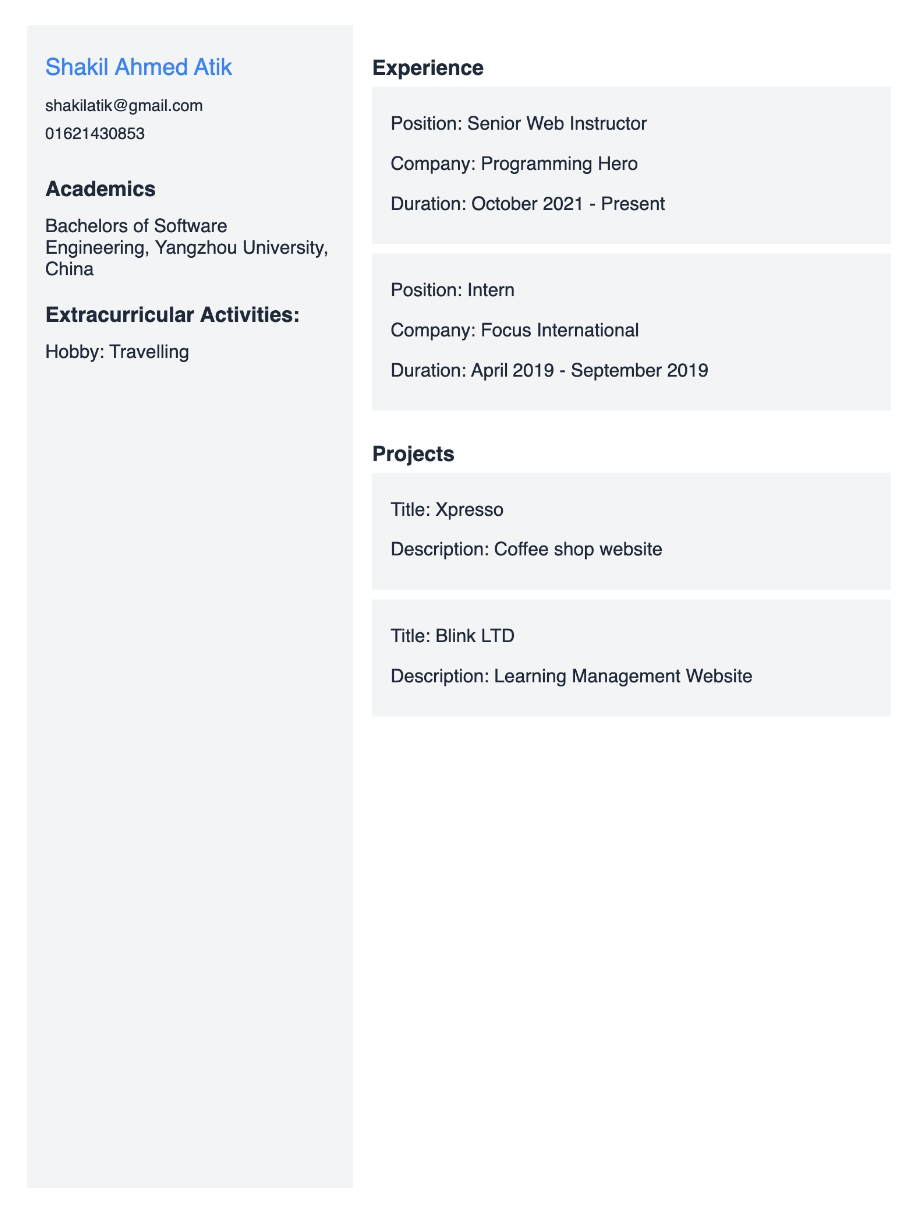 Shakil Ahmed Atik
shakilatik@gmail.com
01621430853
Academics
Bachelors of Software
Engineering, Yangzhou University,
China
Extracurricular Activities:
Hobby: Travelling
Experience
Position: Senior Web Instructor
Company: Programming Hero
Duration: October 2021 - Present
Position: Intern
Company: Focus International
Duration: April 2019 - September 2019
Projects
Title: Xpresso
Description: Coffee shop website
Title: Blink LTD
Description: Learning Management Website